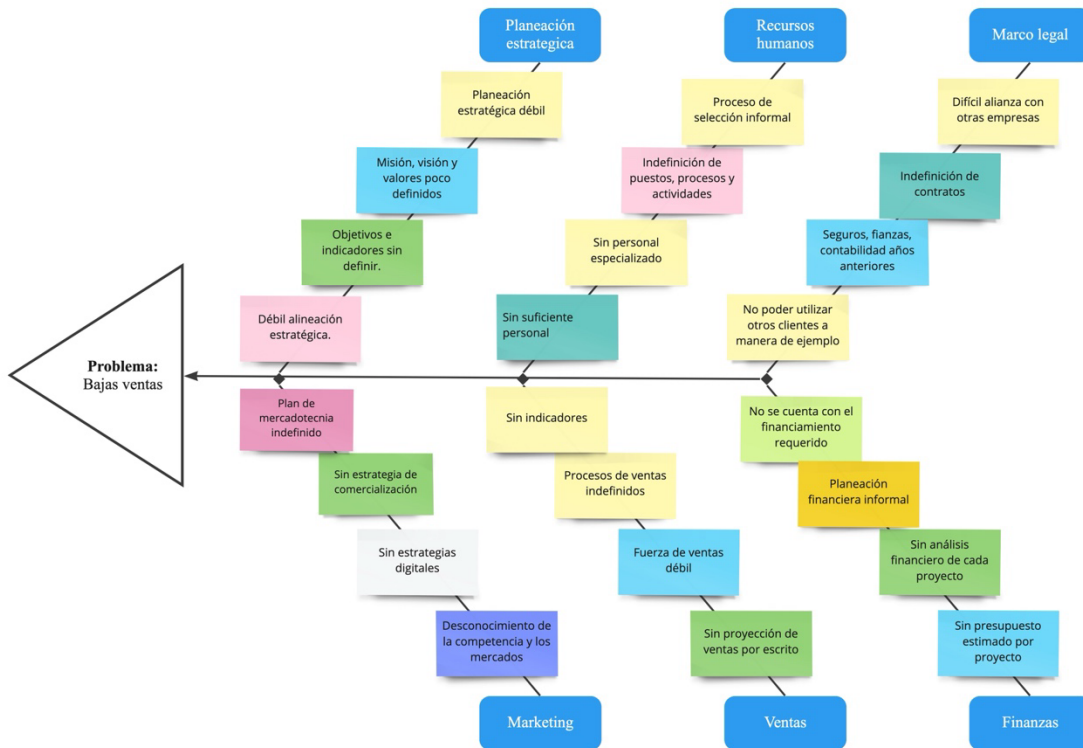 Planeación
estrategica
Recursos
humanos
Marco legal
Planeación
estratégica débil
Proceso de
selección informal
Difícil alianza con
otras empresas
Misión, visión y
valores poco
definidos
Indefinición de
puestos, procesos y
actividades
Indefinición de
contratos
Objetivos e
indicadores sin
definir.
Sin personal
especializado
Seguros, fianzas,
contabilidad años
anteriores
Débil alineación
estratégica.
Sin suficiente
personal
No poder utilizar
otros clientes a
manera de ejemplo
Problema:
Bajas ventas
Plan de
mercadotecnia
indefinido
Sin indicadores
No se cuenta con el
financiamiento
requerido
Sin estrategia de
comercialización
Procesos de ventas
indefinidos
Planeación
financiera informal
Sin estrategias
digitales
Fuerza de ventas
débil
Sin análisis
financiero de cada
proyecto
Desconocimiento de
la competencia y los
mercados
Sin proyección de
ventas por escrito
Sin presupuesto
estimado por
proyecto
Marketing
Ventas
Finanzas